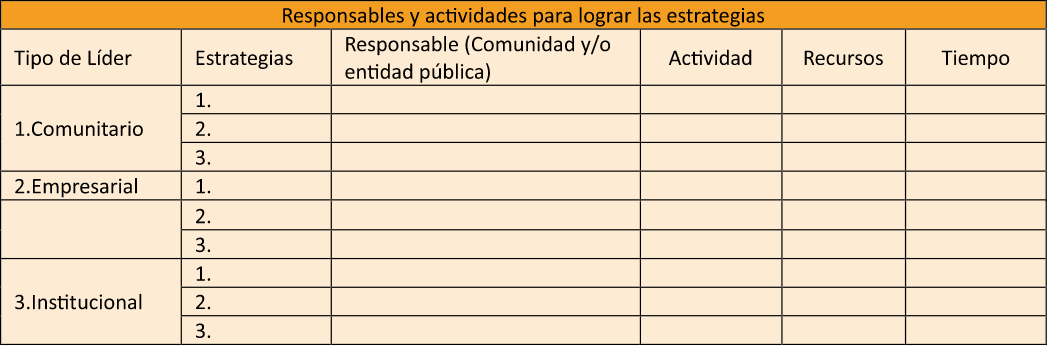 Responsables y actividades para lograr las estrategias
Tipo de Líder
Estrategias
Responsable (Comunidad y/o
entidad pública)
Actividad
Recursos
Tiempo
1.Comunitario
1.
2.
3.
2.Empresarial
1.
2.
3.
3.Institucional
1.
2.
3.